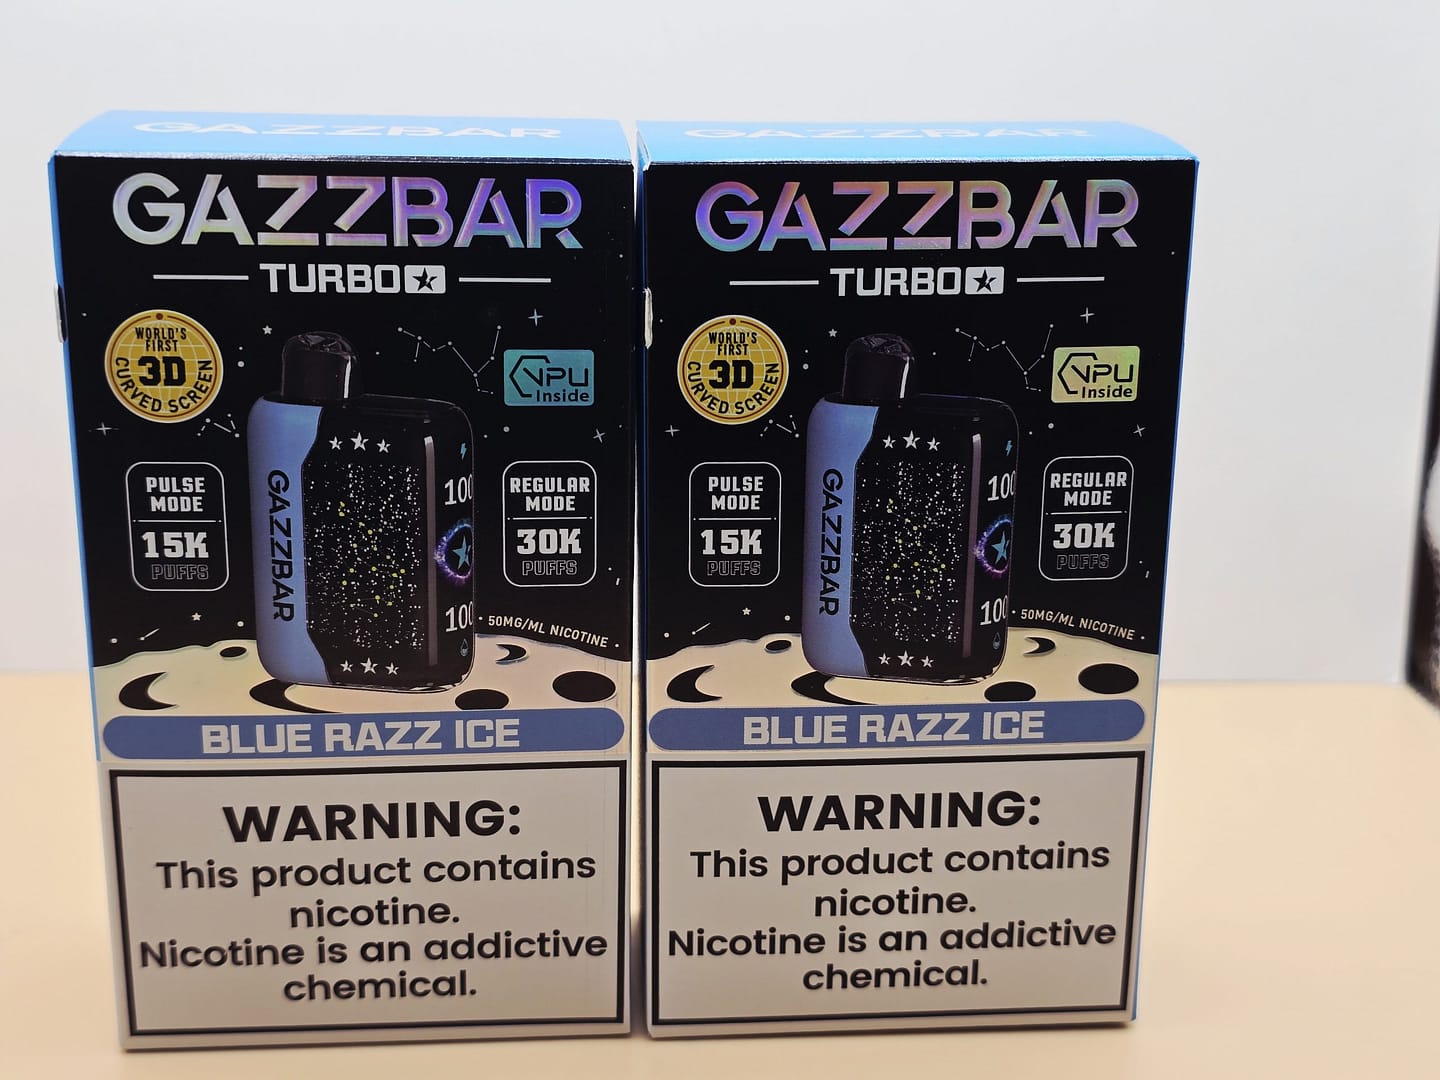 GAZZBAR
GAZZBAR
TURBO
WORLD'S
FIRST
3D
CURVED SCREEN
VPU
Inside
PULSE
MODE
15K
PUFFS
REGULAR
MODE
30K
PUFFS
GAZZBAR
100
100
50MG/ML NICOTINE
BLUE RAZZ ICE
WARNING:
This product contains
nicotine.
Nicotine is an addictive
chemical.
GAZZBAR
GAZZBAR
TURBO
WORLD'S
FIRST
3D
CURVED SCREEN
VPU
Inside
PULSE
MODE
15K
PUFFS
REGULAR
MODE
30K
PUFFS
GAZZBAR
100
100
50MG/ML NICOTINE
BLUE RAZZ ICE
WARNING:
This product contains
nicotine.
Nicotine is an addictive
chemical.